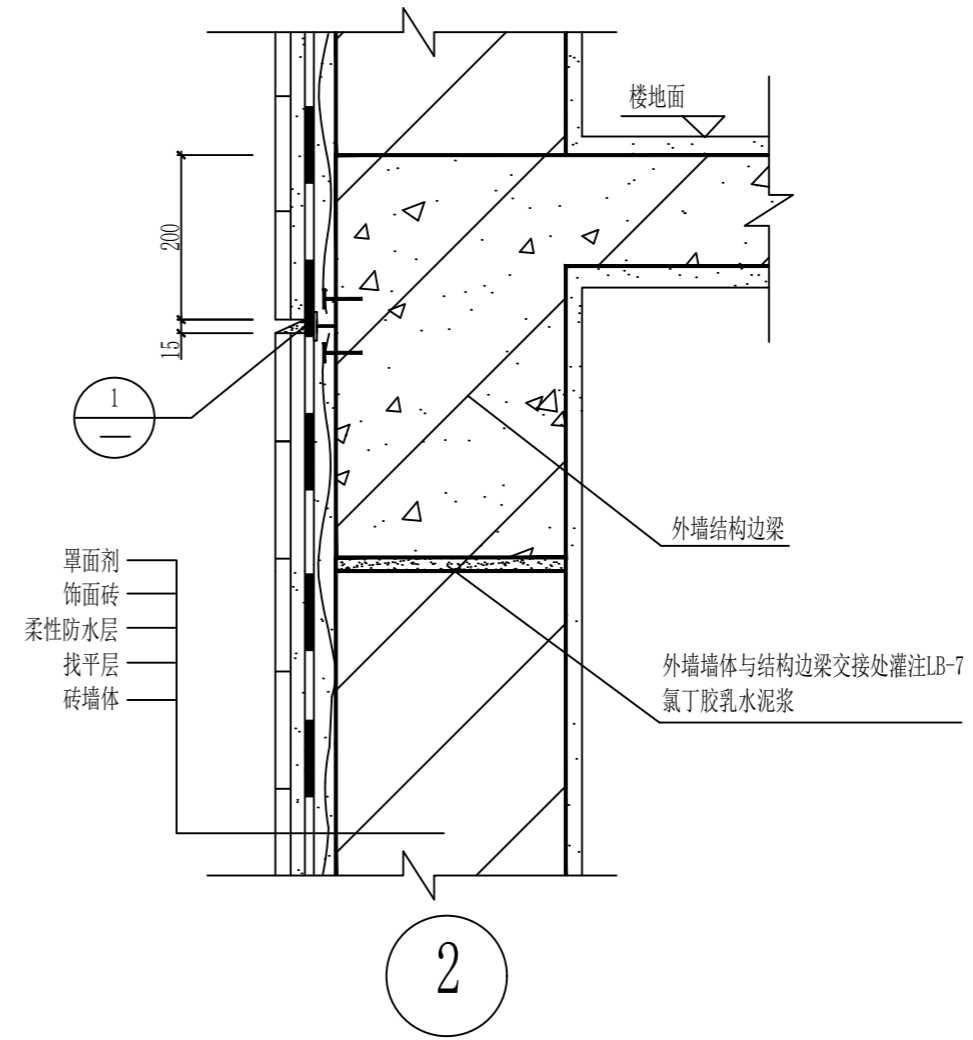 楼地面
200
15
1
外墙结构边梁
罩面剂
饰面砖
柔性防水层
找平层
砖墙体
外墙墙体与结构边梁交接处灌注LB-7
氯丁胶乳水泥浆
2